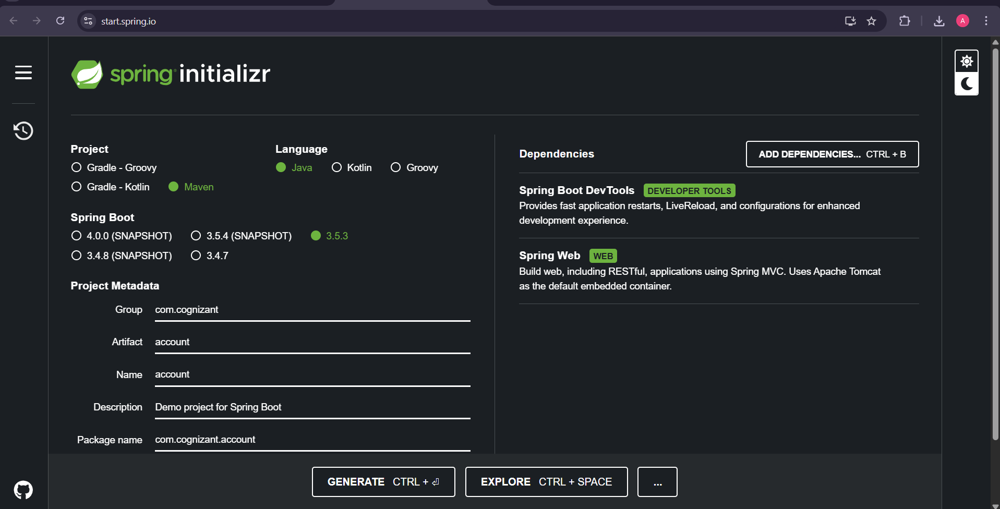 start.spring.io
A
spring initializr
Project
Gradle - Groovy
Gradle - Kotlin
Maven
Language
Java
Kotlin
Groovy
Spring Boot
4.0.0 (SNAPSHOT)
3.5.4 (SNAPSHOT)
3.5.3
3.4.8 (SNAPSHOT)
3.4.7
Project Metadata
Group com.cognizant
Artifact account
Name account
Description Demo project for Spring Boot
Package name com.cognizant.account
Dependencies
ADD DEPENDENCIES... CTRL + B
Spring Boot DevTools DEVELOPER TOOLS
Provides fast application restarts, LiveReload, and configurations for enhanced
development experience.
Spring Web WEB
Build web, including RESTful, applications using Spring MVC. Uses Apache Tomcat
as the default embedded container.
GENERATE CTRL + ⏎
EXPLORE CTRL + SPACE
...